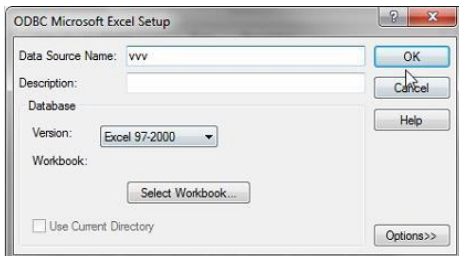 ODBC Microsoft Excel Setup
Data Source Name: vvv
OK
Description:
Cancel
Database
Help
Version: Excel 97-2000
Workbook:
Select Workbook...
Use Current Directory
Options>>